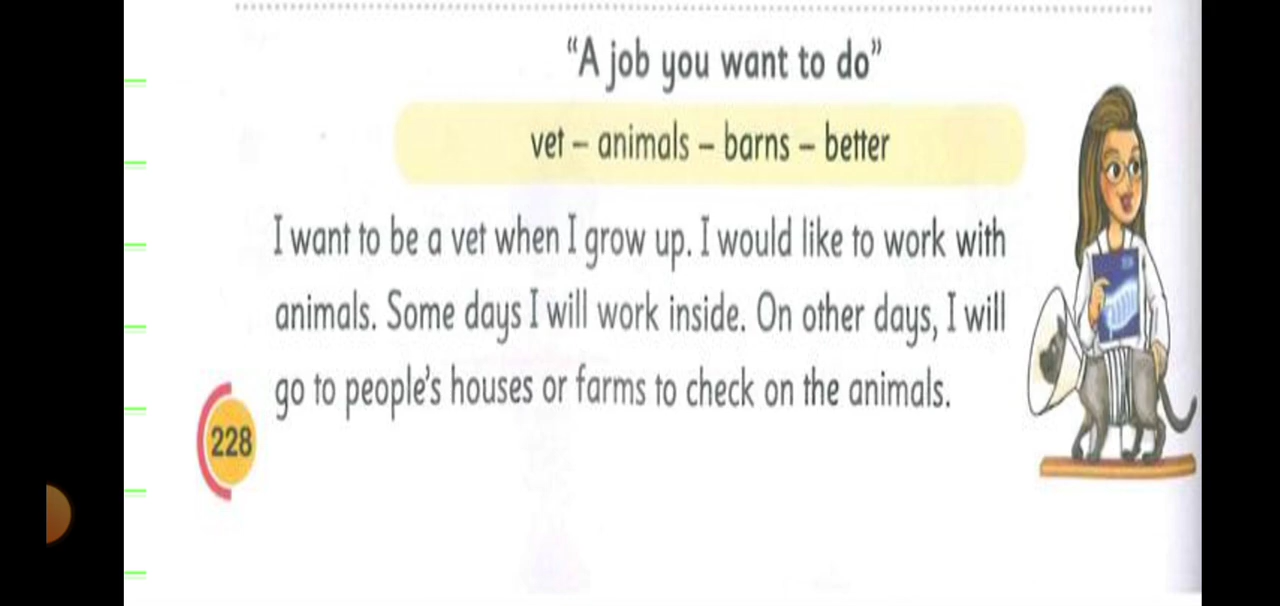 “A job you want to do”
vet – animals – barns – better
I want to be a vet when I grow up. I would like to work with
animals. Some days I will work inside. On other days, I will
go to people’s houses or farms to check on the animals.
228